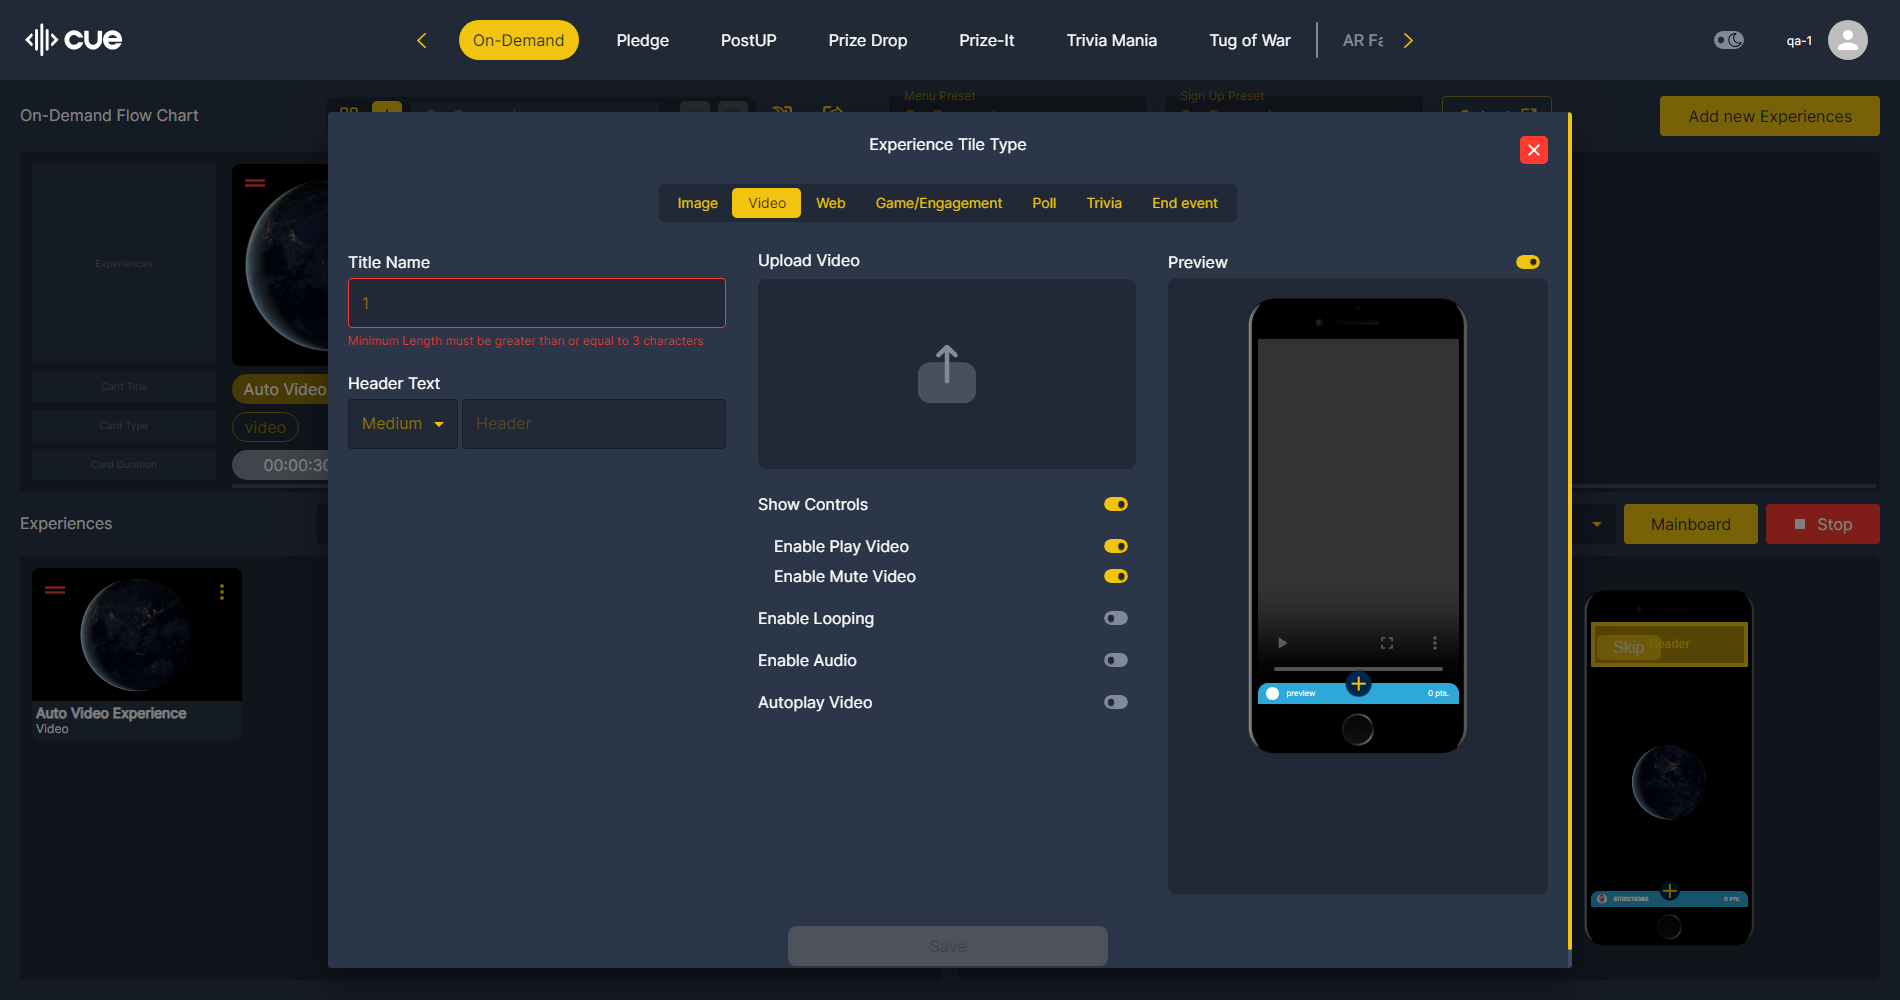 cue
On-Demand
Pledge
PostUP
Prize Drop
Prize-It
Trivia Mania
Tug of War
AR Fa
qa-1
On-Demand Flow Chart
Menu Preset
Sign Up Preset
Add new Experiences
Experience Tile Type
Image
Video
Web
Game/Engagement
Poll
Trivia
End event
Experiences
Card Title
Card Type
Card Duration
Auto Video
video
00:00:30
Title Name
1
Minimum Length must be greater than or equal to 3 characters
Header Text
Medium
Header
Upload Video
Show Controls
Enable Play Video
Enable Mute Video
Enable Looping
Enable Audio
Autoplay Video
Preview
preview
0 pts.
Save
Experiences
Mainboard
Stop
Auto Video Experience
Video
Skip
Header
0 PTS.